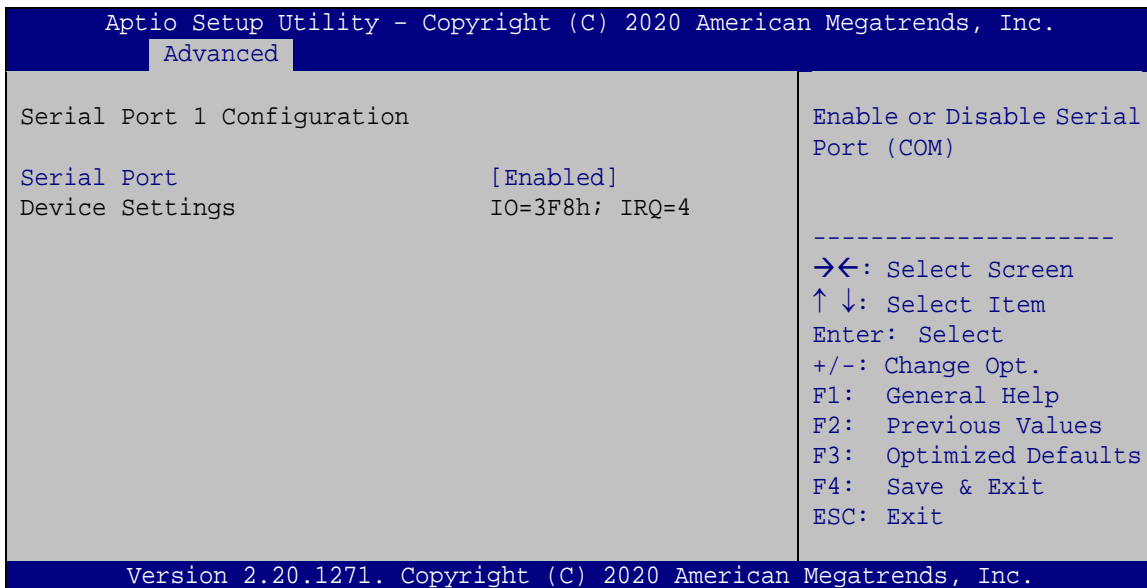 Aptio Setup Utility – Copyright (C) 2020 American Megatrends, Inc.
Advanced
Serial Port 1 Configuration
Serial Port [Enabled]
Device Settings IO=3F8h; IRQ=4
Enable or Disable Serial
Port (COM)
---------------------
→←: Select Screen
↑ ↓: Select Item
Enter: Select
+/-: Change Opt.
F1: General Help
F2: Previous Values
F3: Optimized Defaults
F4: Save & Exit
ESC: Exit
Version 2.20.1271. Copyright (C) 2020 American Megatrends, Inc.